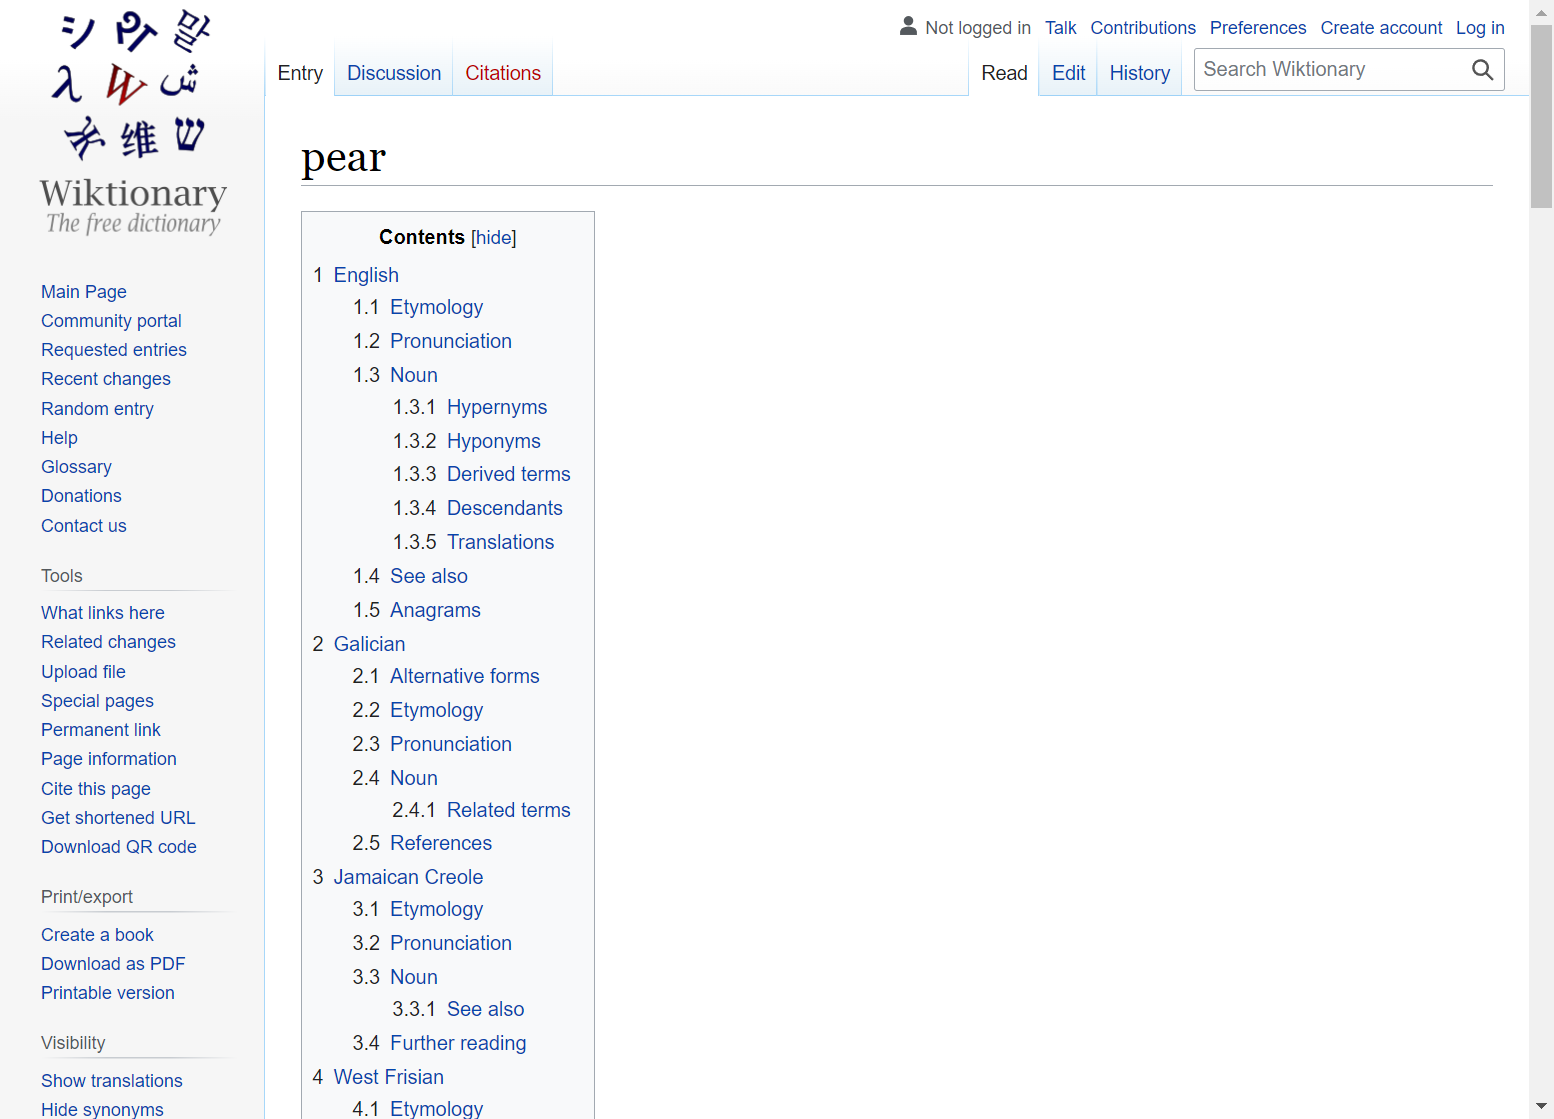 シ 말
λ W ش
维 ש
Wiktionary
The free dictionary
Not logged in Talk Contributions Preferences Create account Log in
Entry Discussion Citations Read Edit History Search Wiktionary
pear
Contents [hide]
1 English
1.1 Etymology
1.2 Pronunciation
1.3 Noun
1.3.1 Hypernyms
1.3.2 Hyponyms
1.3.3 Derived terms
1.3.4 Descendants
1.3.5 Translations
1.4 See also
1.5 Anagrams
2 Galician
2.1 Alternative forms
2.2 Etymology
2.3 Pronunciation
2.4 Noun
2.4.1 Related terms
2.5 References
3 Jamaican Creole
3.1 Etymology
3.2 Pronunciation
3.3 Noun
3.3.1 See also
3.4 Further reading
4 West Frisian
4.1 Etymology
Main Page
Community portal
Requested entries
Recent changes
Random entry
Help
Glossary
Donations
Contact us
Tools
What links here
Related changes
Upload file
Special pages
Permanent link
Page information
Cite this page
Get shortened URL
Download QR code
Print/export
Create a book
Download as PDF
Printable version
Visibility
Show translations
Hide synonyms